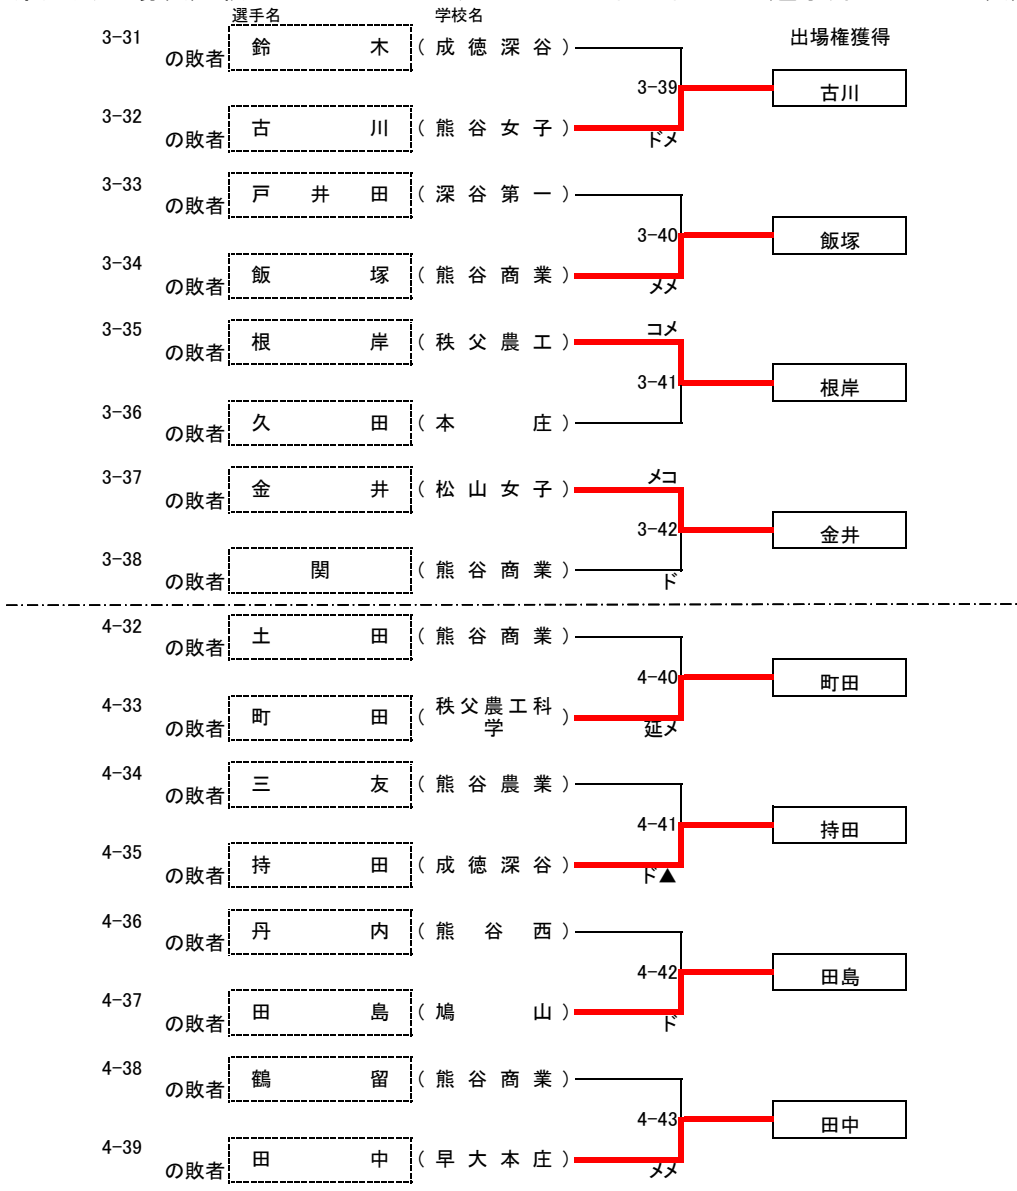 選手名 学校名
3-31 の敗者 鈴木 (成徳深谷) 出場権獲得
3-39 古川
3-32 の敗者 古川 (熊谷女子) ドメ
3-33 の敗者 戸井田 (深谷第一)
3-40 飯塚
3-34 の敗者 飯塚 (熊谷商業) メメ
3-35 の敗者 根岸 (秩父農工) コメ
3-41 根岸
3-36 の敗者 久田 (本庄)
3-37 の敗者 金井 (松山女子) メコ
3-42 金井
3-38 の敗者 関 (熊谷商業) ド
4-32 の敗者 土田 (熊谷商業)
4-40 町田
4-33 の敗者 町田 (秩父農工科学) 延メ
4-34 の敗者 三友 (熊谷農業)
4-41 持田
4-35 の敗者 持田 (成徳深谷) ド▲
4-36 の敗者 丹内 (熊谷西)
4-42 田島
4-37 の敗者 田島 (鳩山) ド
4-38 の敗者 鶴留 (熊谷商業)
4-43 田中
4-39 の敗者 田中 (早大本庄) メメ